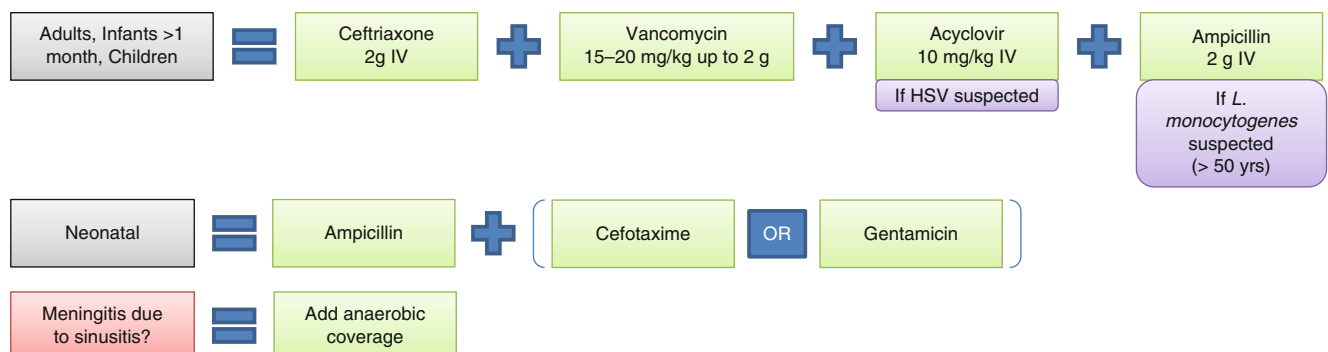 Adults, Infants >1
month, Children
Ceftriaxone
2g IV
Vancomycin
15–20 mg/kg up to 2 g
Acyclovir
10 mg/kg IV
If HSV suspected
Ampicillin
2 g IV
If L.
monocytogenes
suspected
(> 50 yrs)
Neonatal
Ampicillin
Cefotaxime
OR
Gentamicin
Meningitis due
to sinusitis?
Add anaerobic
coverage